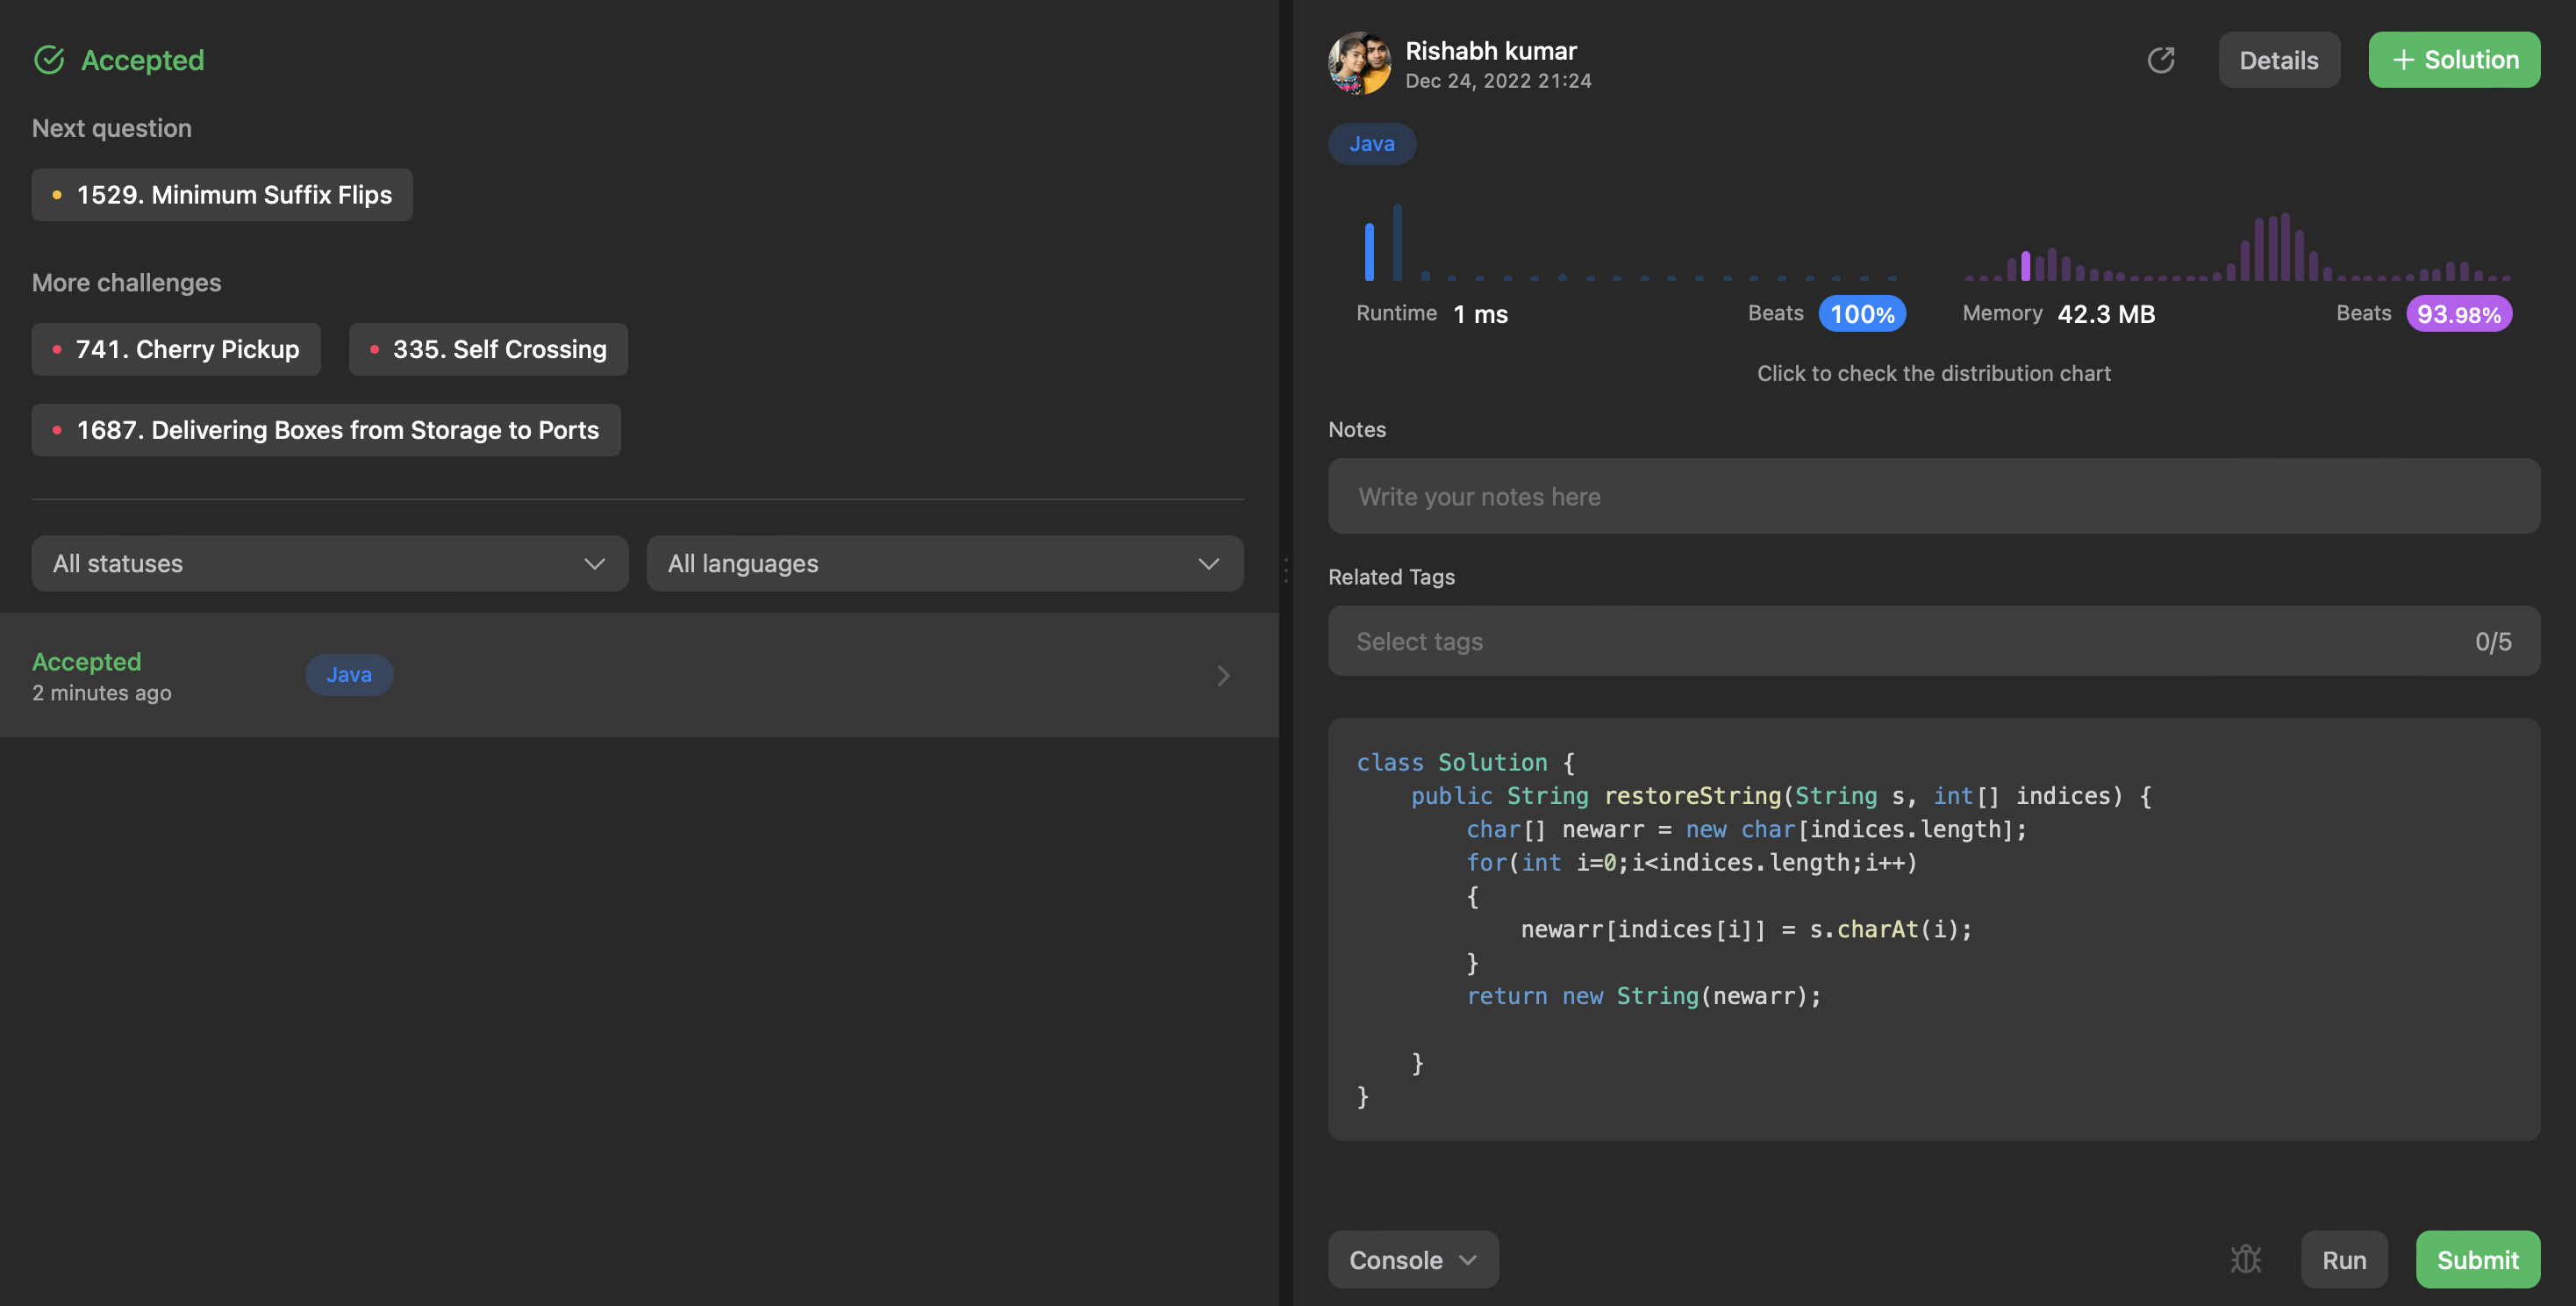 Accepted
Next question
1529. Minimum Suffix Flips
More challenges
741. Cherry Pickup
335. Self Crossing
1687. Delivering Boxes from Storage to Ports
All statuses
All languages
Accepted
2 minutes ago
Java
Rishabh kumar
Dec 24, 2022 21:24
Details
+ Solution
Java
Runtime 1 ms
Beats 100%
Memory 42.3 MB
Beats 93.98%
Click to check the distribution chart
Notes
Write your notes here
Related Tags
Select tags
0/5
class Solution {
    public String restoreString(String s, int[] indices) {
        char[] newarr = new char[indices.length];
        for(int i=0;i<indices.length;i++)
        {
            newarr[indices[i]] = s.charAt(i);
        }
        return new String(newarr);
    }
}
Console
Run
Submit